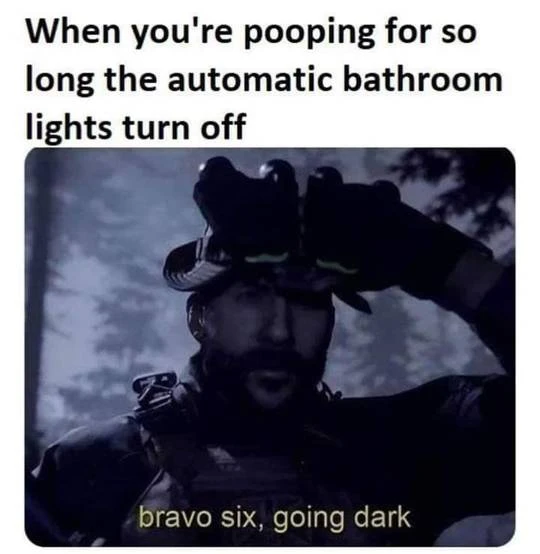 When you're pooping for so
long the automatic bathroom
lights turn off
bravo six, going dark